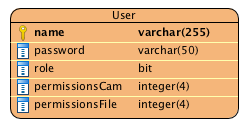 User
name varchar(255)
password varchar(50)
role bit
permissionsCam integer(4)
permissionsFile integer(4)